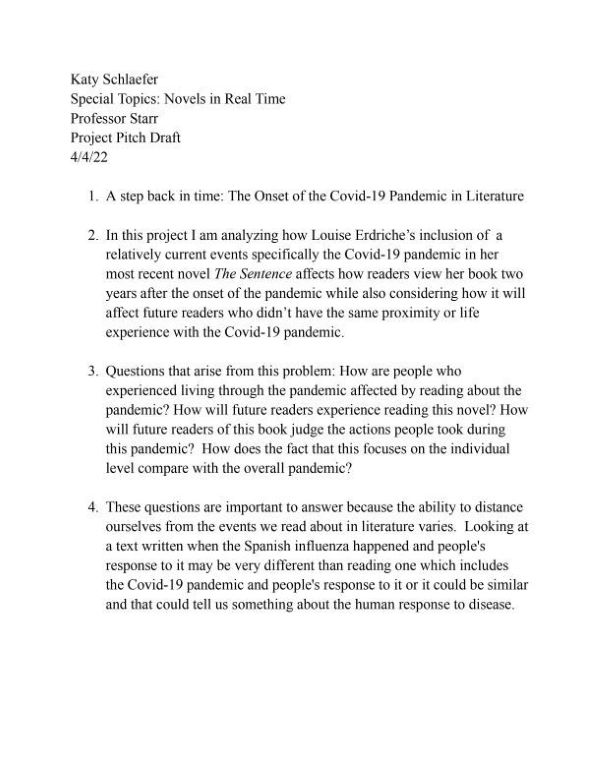 Katy Schlaefer
Special Topics: Novels in Real Time
Professor Starr
Project Pitch Draft
4/4/22
1. A step back in time: The Onset of the Covid-19 Pandemic in Literature
2. In this project I am analyzing how Louise Erdriche’s inclusion of  a
relatively current events specifically the Covid-19 pandemic in her
most recent novel The Sentence affects how readers view her book two
years after the onset of the pandemic while also considering how it will
affect future readers who didn’t have the same proximity or life
experience with the Covid-19 pandemic.
3. Questions that arise from this problem: How are people who
experienced living through the pandemic affected by reading about the
pandemic? How will future readers experience reading this novel? How
will future readers of this book judge the actions people took during
this pandemic?  How does the fact that this focuses on the individual
level compare with the overall pandemic?
4. These questions are important to answer because the ability to distance
ourselves from the events we read about in literature varies.  Looking at
a text written when the Spanish influenza happened and people's
response to it may be very different than reading one which includes
the Covid-19 pandemic and people's response to it or it could be similar
and that could tell us something about the human response to disease.